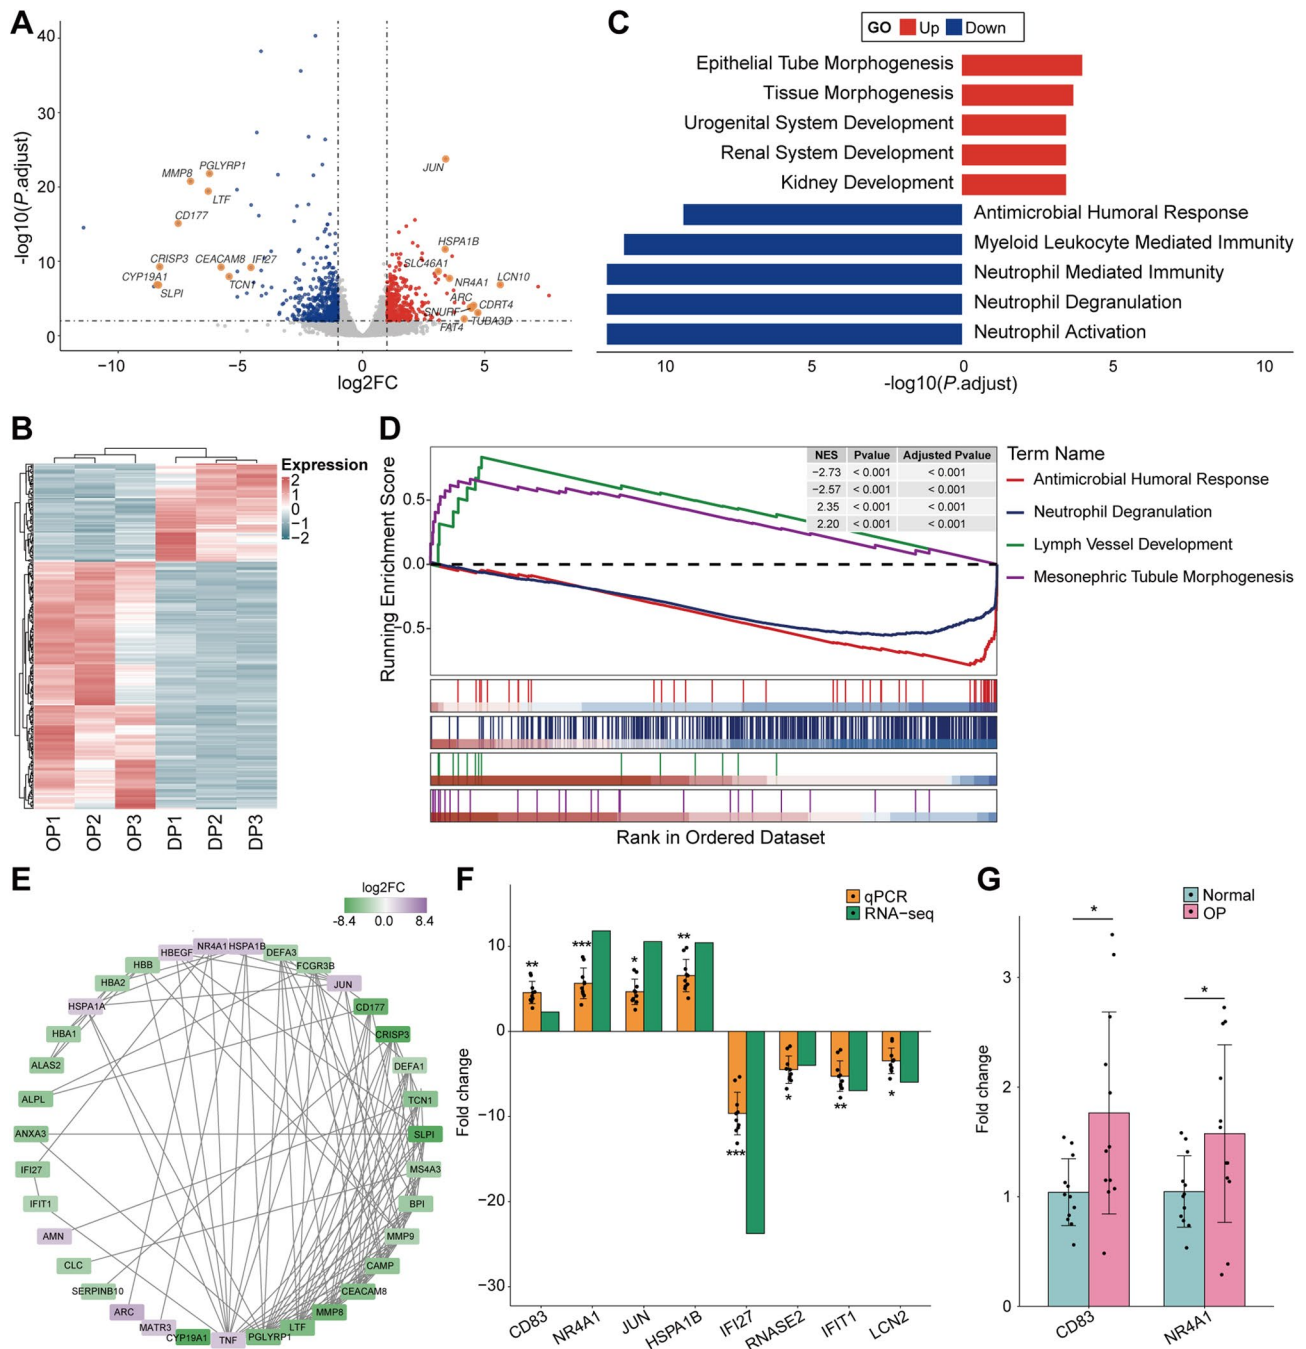 A
40
30
20
10
0
-log10(P.adjust)
−10
−5
0
5
log2FC
MMP8
PGLYRP1
LTF
CD177
CRISP3
CEACAM8
IFI27
CYP19A1
SLPI
TCN1
JUN
HSPA1B
SLC46A1
NR4A1
LCN10
ARC
CDRT4
SNURF
TUBA3D
FAT4
C
GO Up Down
Epithelial Tube Morphogenesis
Tissue Morphogenesis
Urogenital System Development
Renal System Development
Kidney Development
Antimicrobial Humoral Response
Myeloid Leukocyte Mediated Immunity
Neutrophil Mediated Immunity
Neutrophil Degranulation
Neutrophil Activation
10
5
0
5
10
-log10(P.adjust)
B
Expression
2
1
0
−1
−2
OP1
OP2
OP3
DP1
DP2
DP3
D
Running Enrichment Score
0.5
0.0
−0.5
NES Pvalue Adjusted Pvalue
−2.73 < 0.001 < 0.001
−2.57 < 0.001 < 0.001
2.35 < 0.001 < 0.001
2.20 < 0.001 < 0.001
Term Name
Antimicrobial Humoral Response
Neutrophil Degranulation
Lymph Vessel Development
Mesonephric Tubule Morphogenesis
Rank in Ordered Dataset
E
log2FC
-8.4
0.0
8.4
NR4A1
HSPA1B
HBEGF
DEFA3
HBB
FCGR3B
HBA2
JUN
HSPA1A
CD177
HBA1
CRISP3
ALAS2
DEFA1
ALPL
TCN1
ANXA3
SLPI
IFI27
MS4A3
IFIT1
BPI
AMN
MMP9
CLC
CAMP
SERPINB10
CEACAM8
ARC
MMP8
MATR3
LTF
CYP19A1
TNF
PGLYRP1
F
qPCR
RNA−seq
Fold change
10
0
−10
−20
−30
**
***
*
**
***
*
**
*
CD83
NR4A1
JUN
HSPA1B
IFI27
RNASE2
IFIT1
LCN2
G
Normal
OP
Fold change
3
2
1
0
*
*
CD83
NR4A1